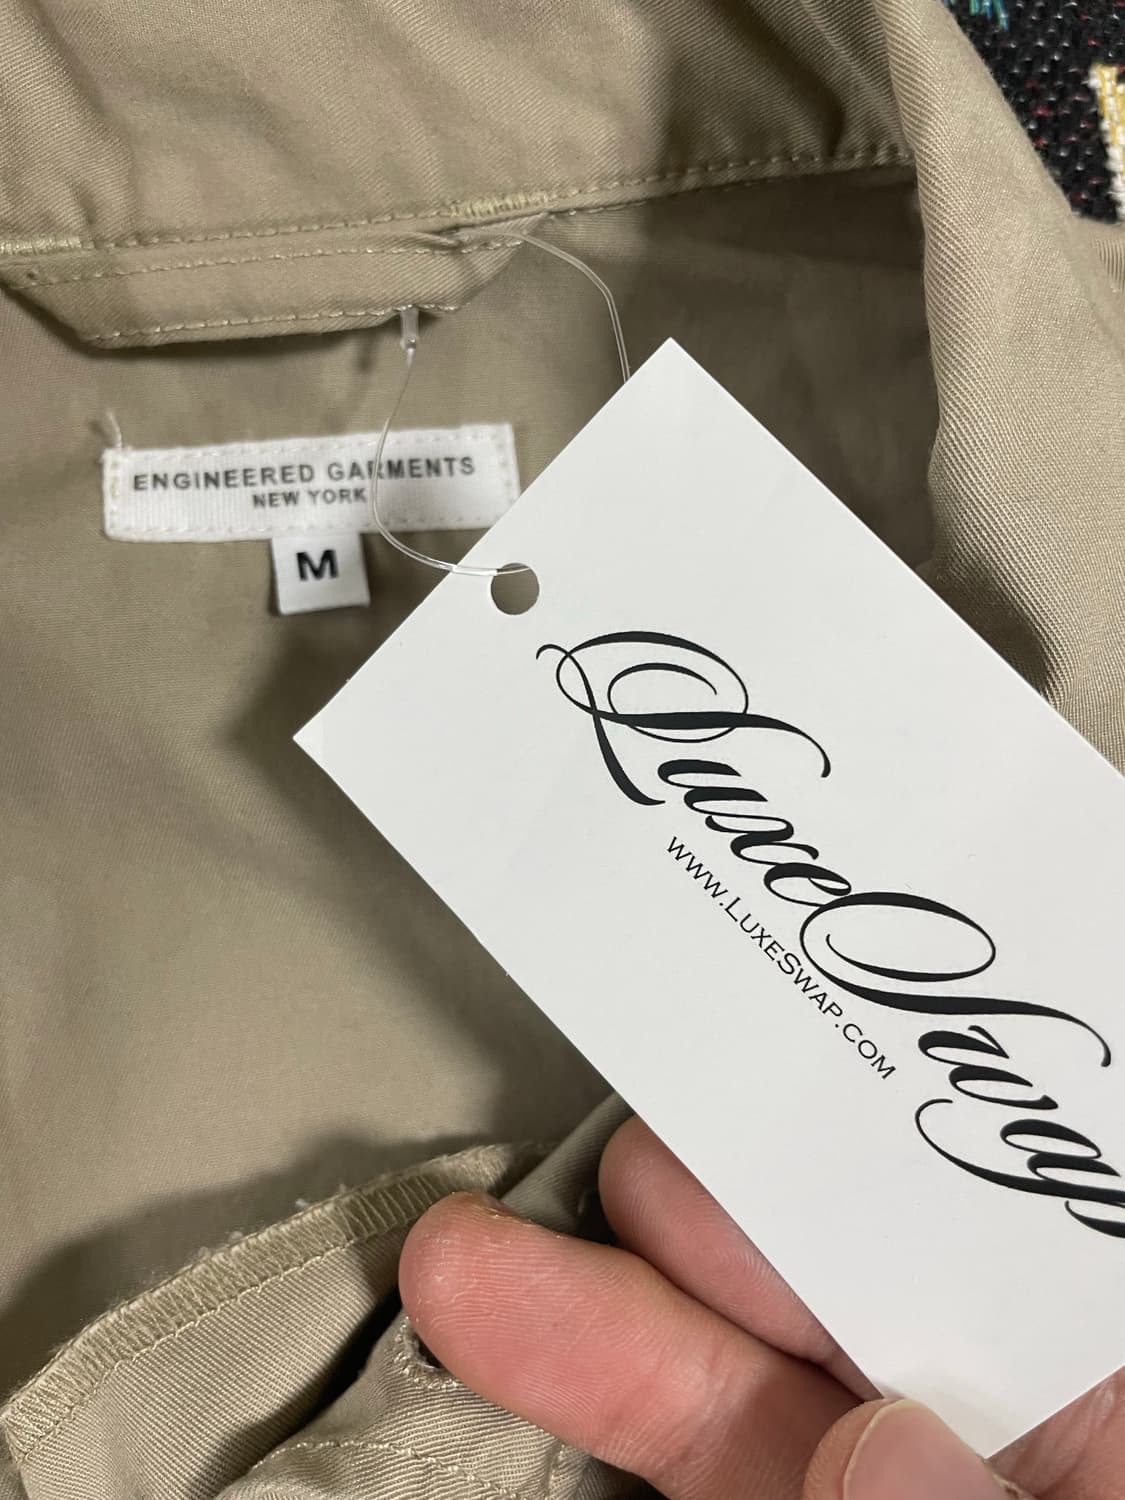 ENGINEERED GARMENTS
NEW YORK
M
LuxeSwap
www.LuxeSwap.com